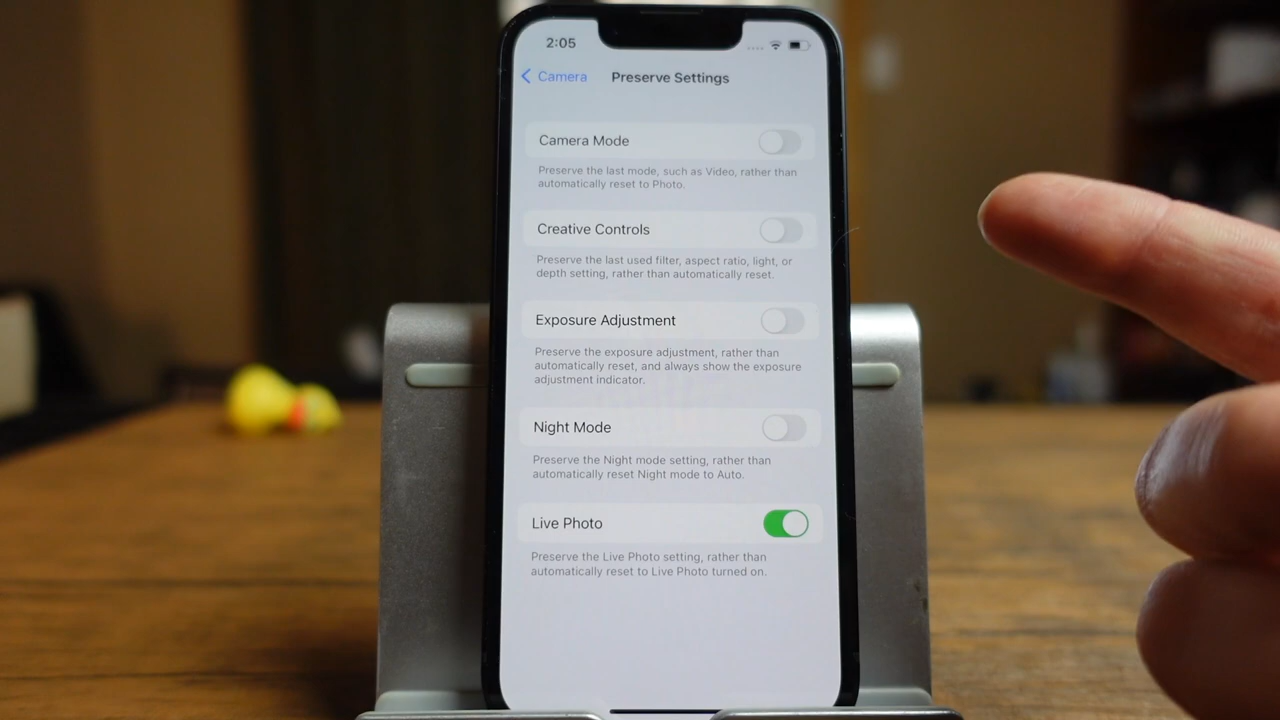 2:05
Camera
Preserve Settings
Camera Mode
Preserve the last mode, such as Video, rather than
automatically reset to Photo.
Creative Controls
Preserve the last used filter, aspect ratio, light, or
depth setting, rather than automatically reset.
Exposure Adjustment
Preserve the exposure adjustment, rather than
automatically reset, and always show the exposure
adjustment indicator.
Night Mode
Preserve the Night mode setting, rather than
automatically reset Night mode to Auto.
Live Photo
Preserve the Live Photo setting, rather than
automatically reset to Live Photo turned on.